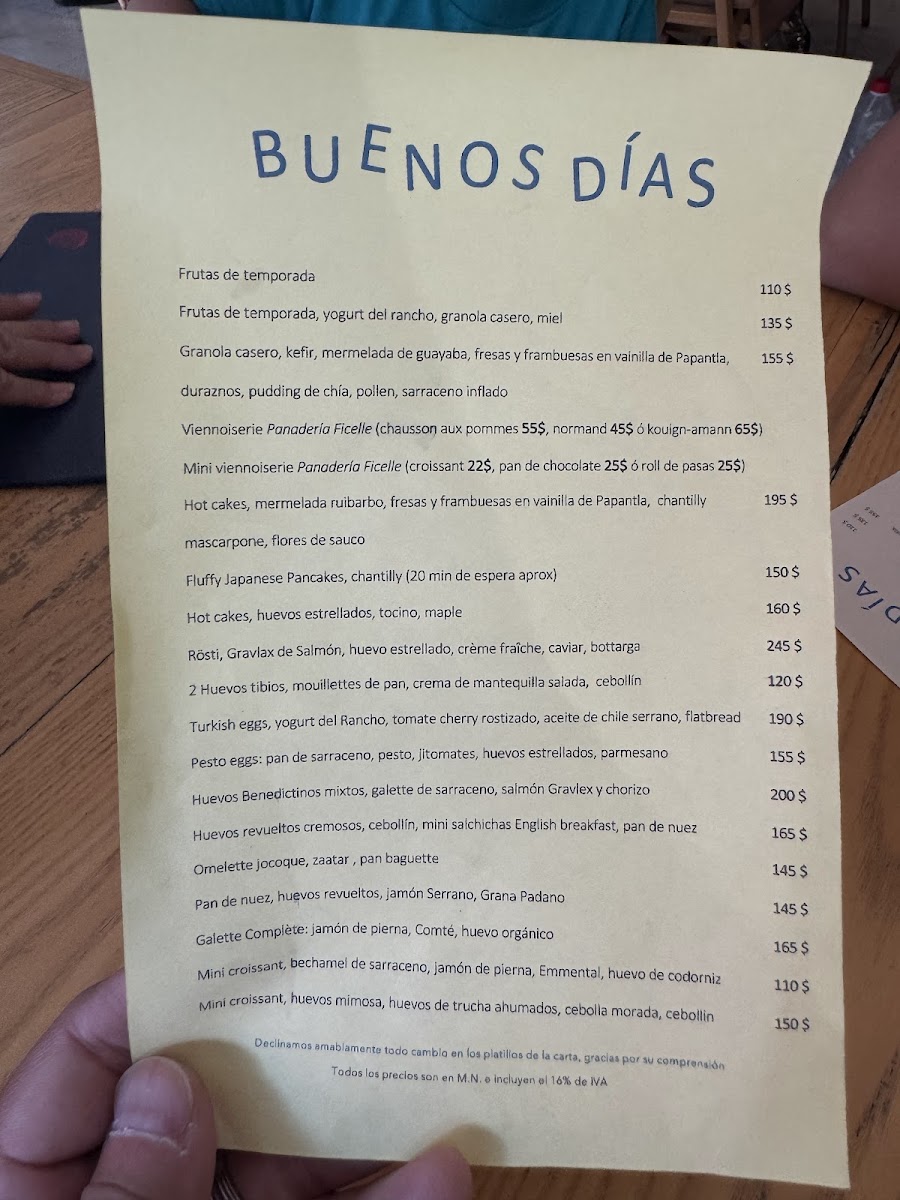 BUENOS DÍAS
Frutas de temporada 110 $
Frutas de temporada, yogurt del rancho, granola casero, miel 135 $
Granola casero, kefir, mermelada de guayaba, fresas y frambuesas en vainilla de Papantla, 155 $
duraznos, pudding de chía, pollen, sarraceno inflado
Viennoiserie Panadería Ficelle (chausson aux pommes 55$, normand 45$ ó kouign-amann 65$)
Mini viennoiserie Panadería Ficelle (croissant 22$, pan de chocolate 25$ ó roll de pasas 25$)
Hot cakes, mermelada ruibarbo, fresas y frambuesas en vainilla de Papantla, chantilly 195 $
mascarpone, flores de sauco
Fluffy Japanese Pancakes, chantilly (20 min de espera aprox) 150 $
Hot cakes, huevos estrellados, tocino, maple 160 $
Rösti, Gravlax de Salmón, huevo estrellado, crème fraîche, caviar, bottarga 245 $
2 Huevos tibios, mouillettes de pan, crema de mantequilla salada, cebollín 120 $
Turkish eggs, yogurt del Rancho, tomate cherry rostizado, aceite de chile serrano, flatbread 190 $
Pesto eggs: pan de sarraceno, pesto, jitomates, huevos estrellados, parmesano 155 $
Huevos Benedictinos mixtos, galette de sarraceno, salmón Gravlex y chorizo 200 $
Huevos revueltos cremosos, cebollín, mini salchichas English breakfast, pan de nuez 165 $
Omelette jocoque, zaatar , pan baguette 145 $
Pan de nuez, huevos revueltos, jamón Serrano, Grana Padano 145 $
Galette Complète: jamón de pierna, Comté, huevo orgánico 165 $
Mini croissant, bechamel de sarraceno, jamón de pierna, Emmental, huevo de codorniz 110 $
Mini croissant, huevos mimosa, huevos de trucha ahumados, cebolla morada, cebollin 150 $
Declinamos amablemente todo cambio en los platillos de la carta, gracias por su comprensión
Todos los precios son en M.N. e incluyen el 16% de IVA
DÍAS